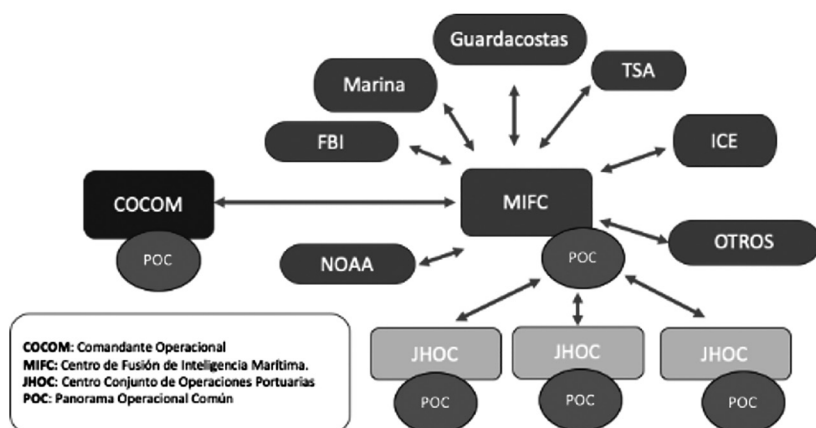 Guardacostas
TSA
Marina
FBI
ICE
COCOM
MIFC
POC
NOAA
POC
OTROS
JHOC
JHOC
JHOC
POC
POC
POC
COCOM: Comandante Operacional
MIFC: Centro de Fusión de Inteligencia Marítima.
JHOC: Centro Conjunto de Operaciones Portuarias
POC: Panorama Operacional Común